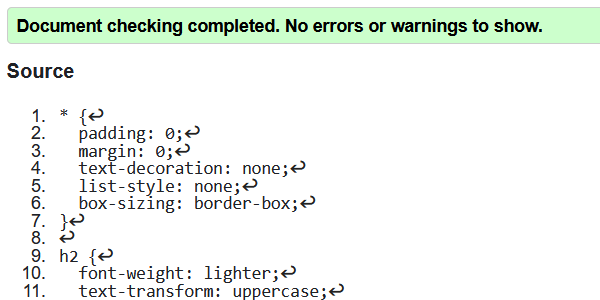 Document checking completed. No errors or warnings to show.
Source
1. * {↩
2.   padding: 0;↩
3.   margin: 0;↩
4.   text-decoration: none;↩
5.   list-style: none;↩
6.   box-sizing: border-box;↩
7. }↩
8. ↩
9. h2 {↩
10.   font-weight: lighter;↩
11.   text-transform: uppercase;↩